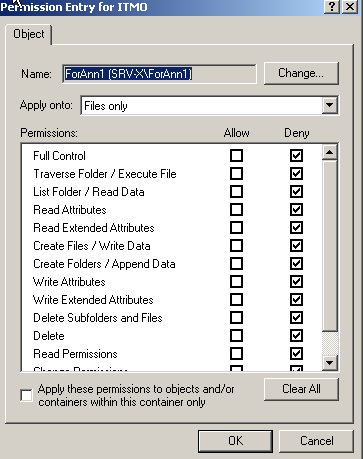 Permission Entry for ITMO
Object
Name: ForAnn1 (SRV-X\ForAnn1) Change...
Apply onto: Files only
Permissions: Allow Deny
Full Control
Traverse Folder / Execute File
List Folder / Read Data
Read Attributes
Read Extended Attributes
Create Files / Write Data
Create Folders / Append Data
Write Attributes
Write Extended Attributes
Delete Subfolders and Files
Delete
Read Permissions
Change Permissions
Apply these permissions to objects and/or
containers within this container only
Clear All
OK Cancel